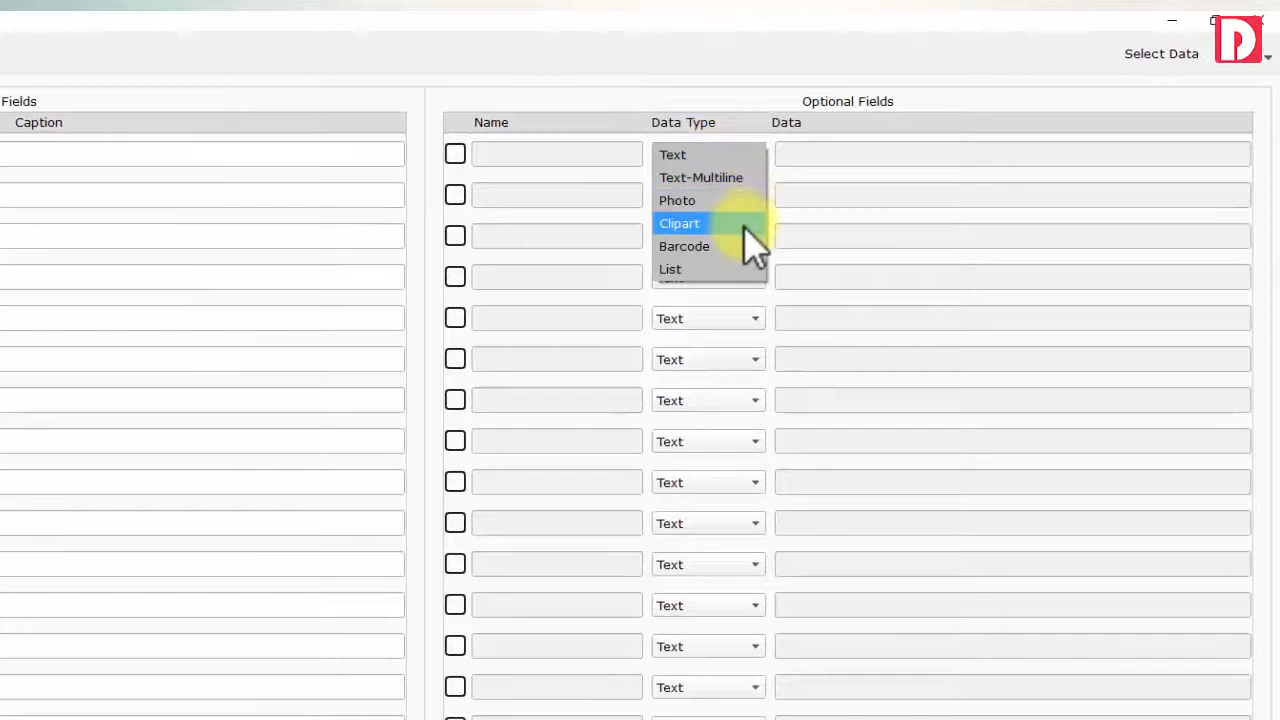 Select Data
D
Fields
Optional Fields
Caption
Name
Data Type
Data
Text
Text-Multiline
Photo
Clipart
Barcode
List
Text
Text
Text
Text
Text
Text
Text
Text
Text
Text